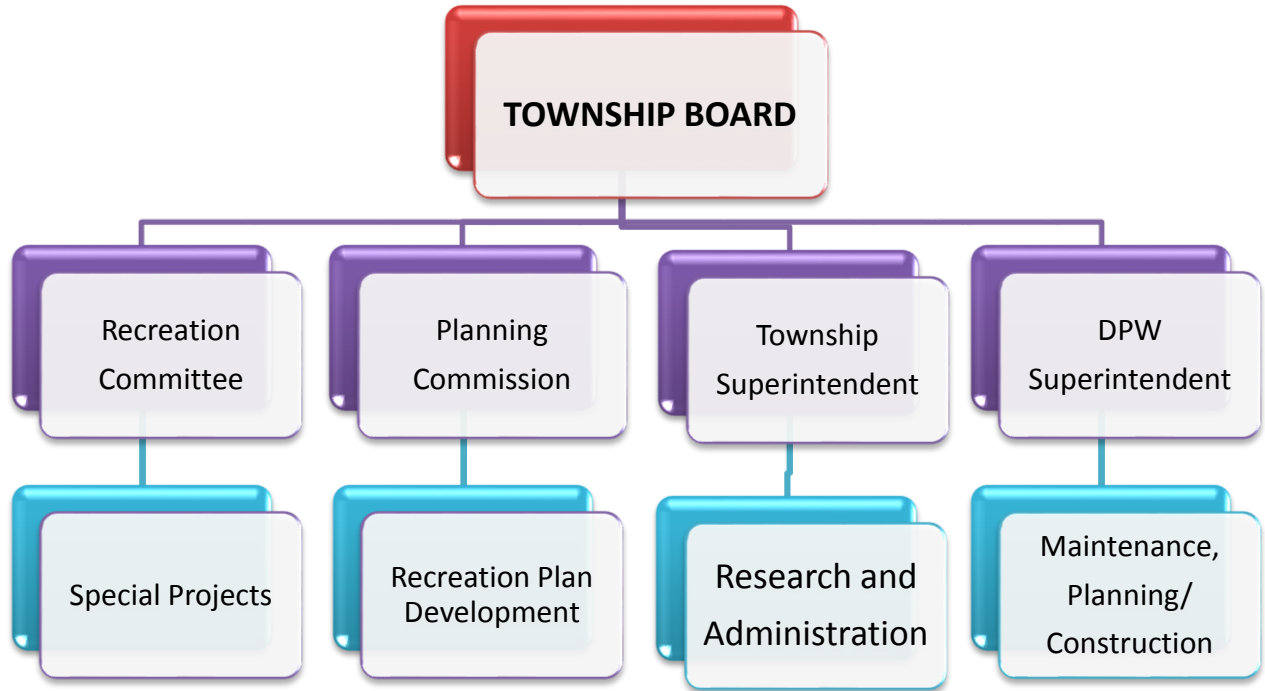 TOWNSHIP BOARD
Recreation
Committee
Planning
Commission
Township
Superintendent
DPW
Superintendent
Special Projects
Recreation Plan
Development
Research and
Administration
Maintenance,
Planning/
Construction